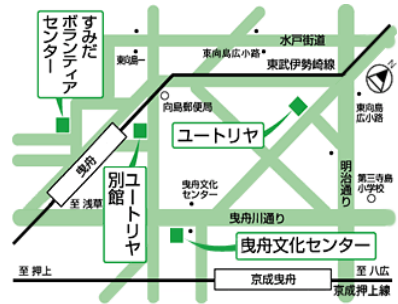 すみだ
ボランティア
センター
水戸街道
東向島一
東向島広小路
東武伊勢崎線
N
向島郵便局
東向島
広小路
ユートリヤ
曳舟
ユートリヤ
別館
明治通り
第三寺島
小学校
至 浅草
曳舟文化
センター
曳舟川通り
曳舟文化センター
至 押上
京成曳舟
至 八広
京成押上線